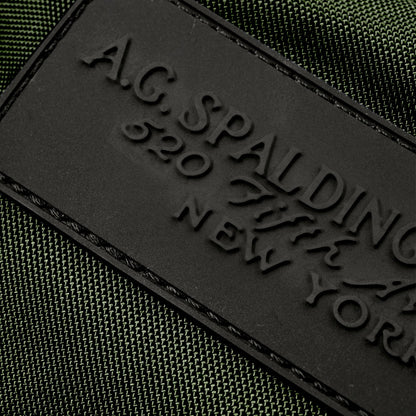 A.G. SPALDING
520 Fifth A
NEW YORK